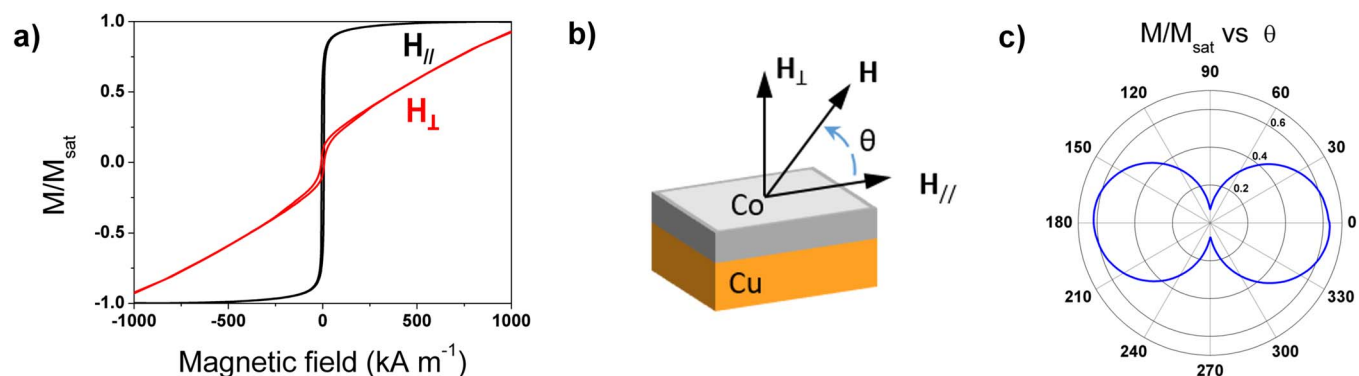 a)
M/M_sat
1.0
0.5
0.0
-0.5
-1.0
-1000
-500
0
500
1000
Magnetic field (kA m⁻¹)
H//
H⊥
b)
H⊥
H
θ
H//
Co
Cu
c)
M/M_sat vs θ
90
60
30
0
330
300
270
240
210
180
150
120
0.6
0.4
0.2